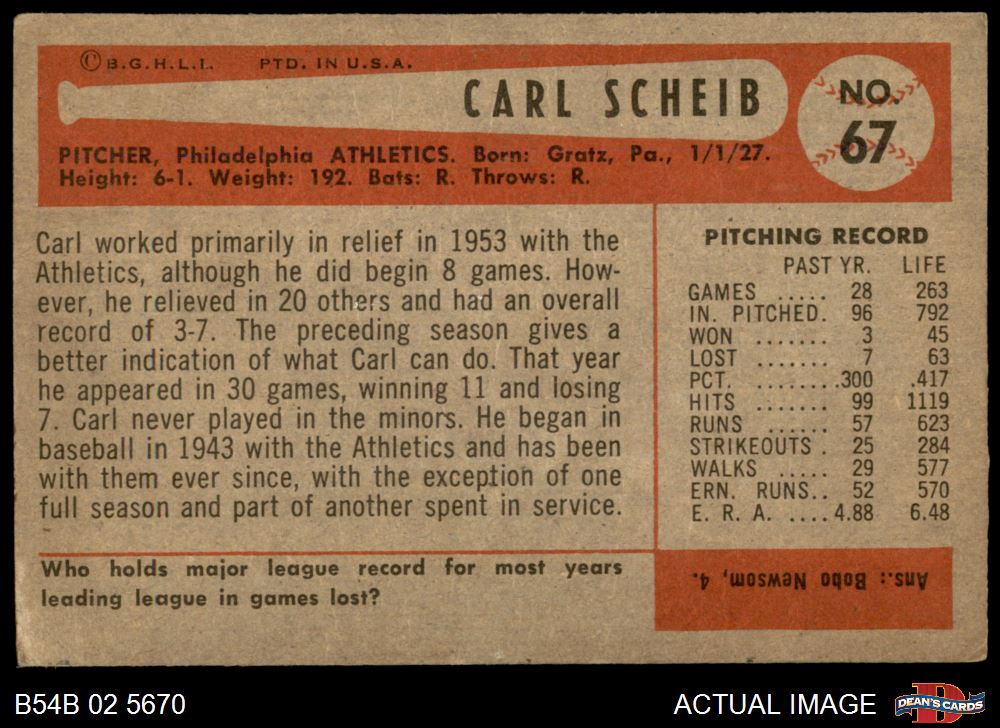 © B.G.H.L.I. PTD. IN U.S.A.
CARL SCHEIB
NO.
67
PITCHER, Philadelphia ATHLETICS. Born: Gratz, Pa., 1/1/27.
Height: 6-1. Weight: 192. Bats: R. Throws: R.
Carl worked primarily in relief in 1953 with the
Athletics, although he did begin 8 games. How-
ever, he relieved in 20 others and had an overall
record of 3-7. The preceding season gives a
better indication of what Carl can do. That year
he appeared in 30 games, winning 11 and losing
7. Carl never played in the minors. He began in
baseball in 1943 with the Athletics and has been
with them ever since, with the exception of one
full season and part of another spent in service.
Who holds major league record for most years
leading league in games lost?
PITCHING RECORD
PAST YR. LIFE
GAMES ..... 28 263
IN. PITCHED. 96 792
WON ....... 3 45
LOST ....... 7 63
PCT. ........ .300 .417
HITS ....... 99 1119
RUNS ...... 57 623
STRIKEOUTS . 25 284
WALKS ..... 29 577
ERN. RUNS.. 52 570
E. R. A. .... 4.88 6.48
Ans.: Bobo Newsom, 4.
B54B 02 5670
ACTUAL IMAGE
DEAN'S CARDS